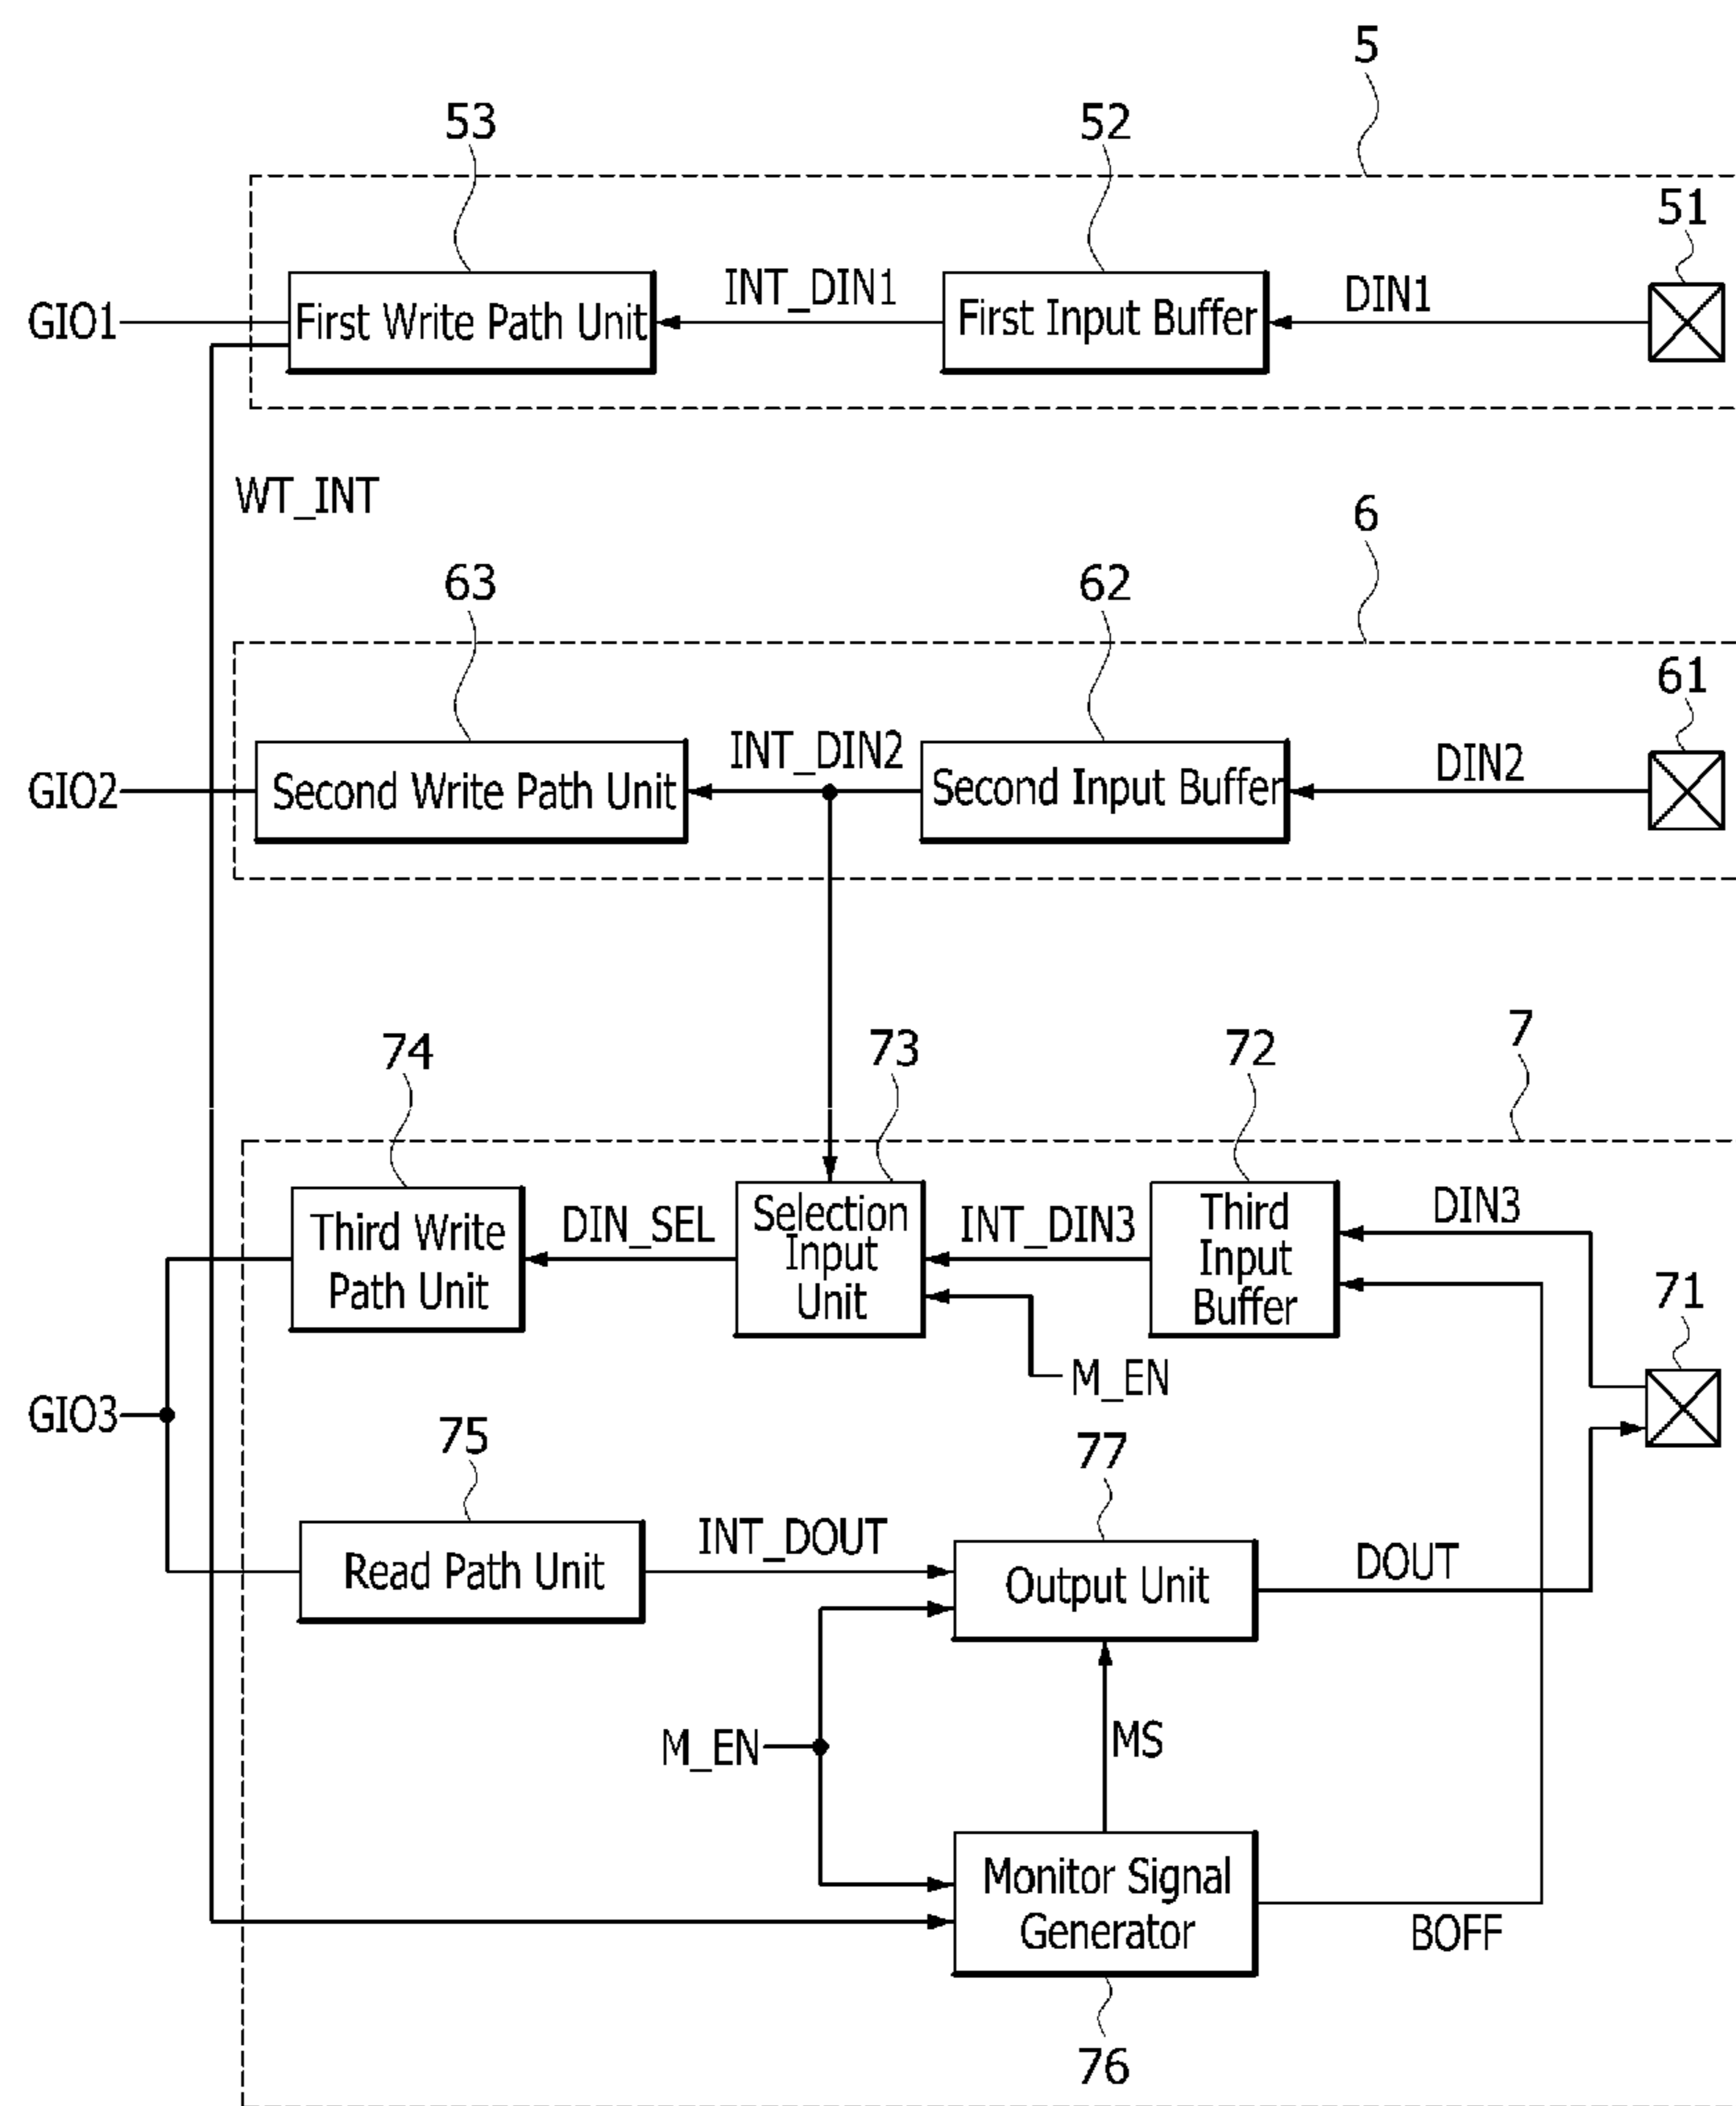 5
53
52
51
GIO1
First Write Path Unit
INT_DIN1
First Input Buffer
DIN1
WT_INT
6
63
62
61
GIO2
Second Write Path Unit
INT_DIN2
Second Input Buffer
DIN2
7
74
73
72
Third Write
Path Unit
DIN_SEL
Selection
Input
Unit
INT_DIN3
Third
Input
Buffer
DIN3
71
M_EN
GIO3
75
77
Read Path Unit
INT_DOUT
Output Unit
DOUT
M_EN
MS
Monitor Signal
Generator
BOFF
76